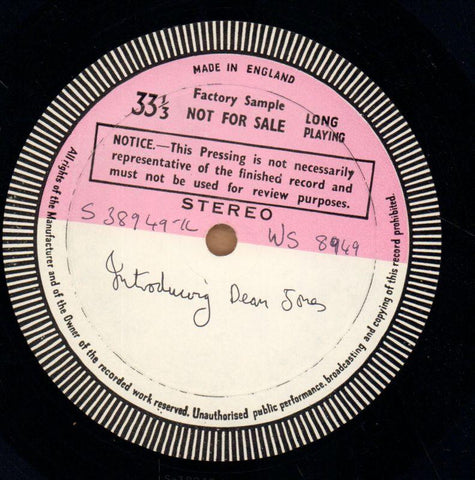 MADE IN ENGLAND
33⅓ Factory Sample LONG
NOT FOR SALE PLAYING
NOTICE.—This Pressing is not necessarily
representative of the finished record and
must not be used for review purposes.
STEREO
S 38949-1L WS 8949
Introducing Dean Jones
All rights of the Manufacturer and of the Owner of the recorded work reserved. Unauthorised public performance, broadcasting and copying of this record prohibited.